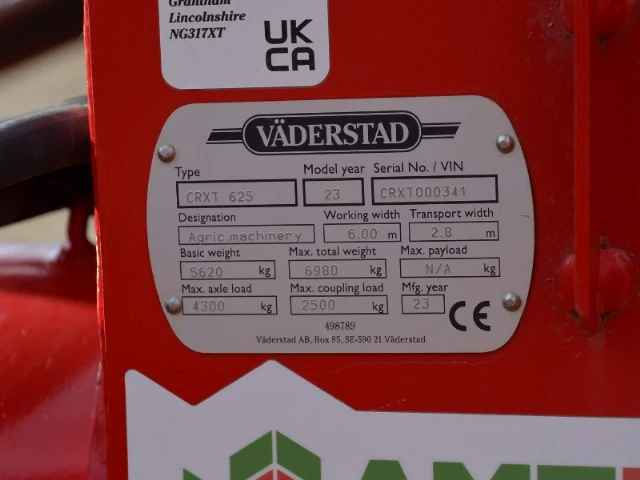 Grantham
Lincolnshire
NG317XT
UK
CA
VÄDERSTAD
Type Model year Serial No. / VIN
CRXT 625 23 CRXT000341
Designation Working width Transport width
Agric.machinery 6.00 m 2.8 m
Basic weight Max. total weight Max. payload
5620 kg 6980 kg N/A kg
Max. axle load Max. coupling load Mfg. year
4300 kg 2500 kg 23 CE
498789
Väderstad AB, Box 85, SE-590 21 Väderstad